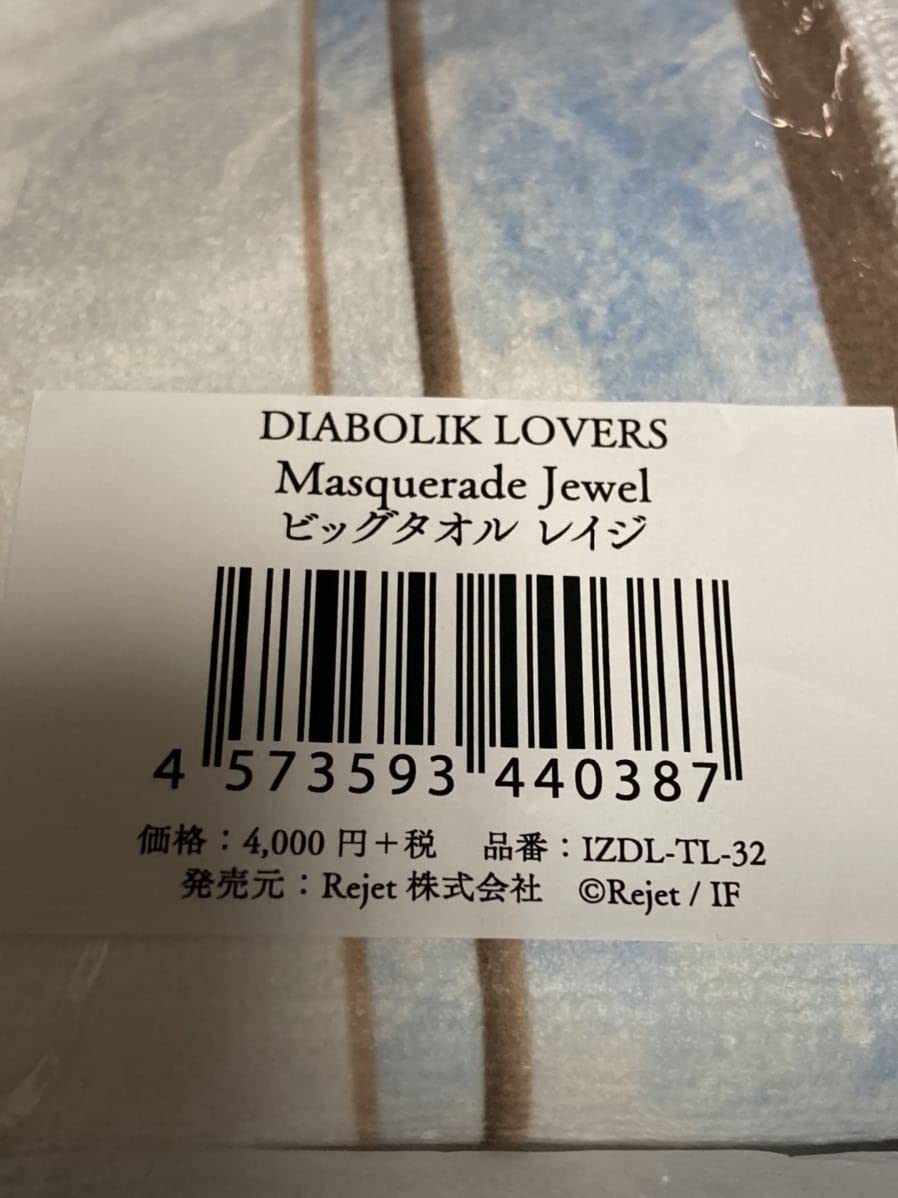 DIABOLIK LOVERS
Masquerade Jewel
ビッグタオル レイジ
4 573593 440387
価格：4,000 円＋税　品番：IZDL-TL-32
発売元：Rejet 株式会社　©Rejet / IF